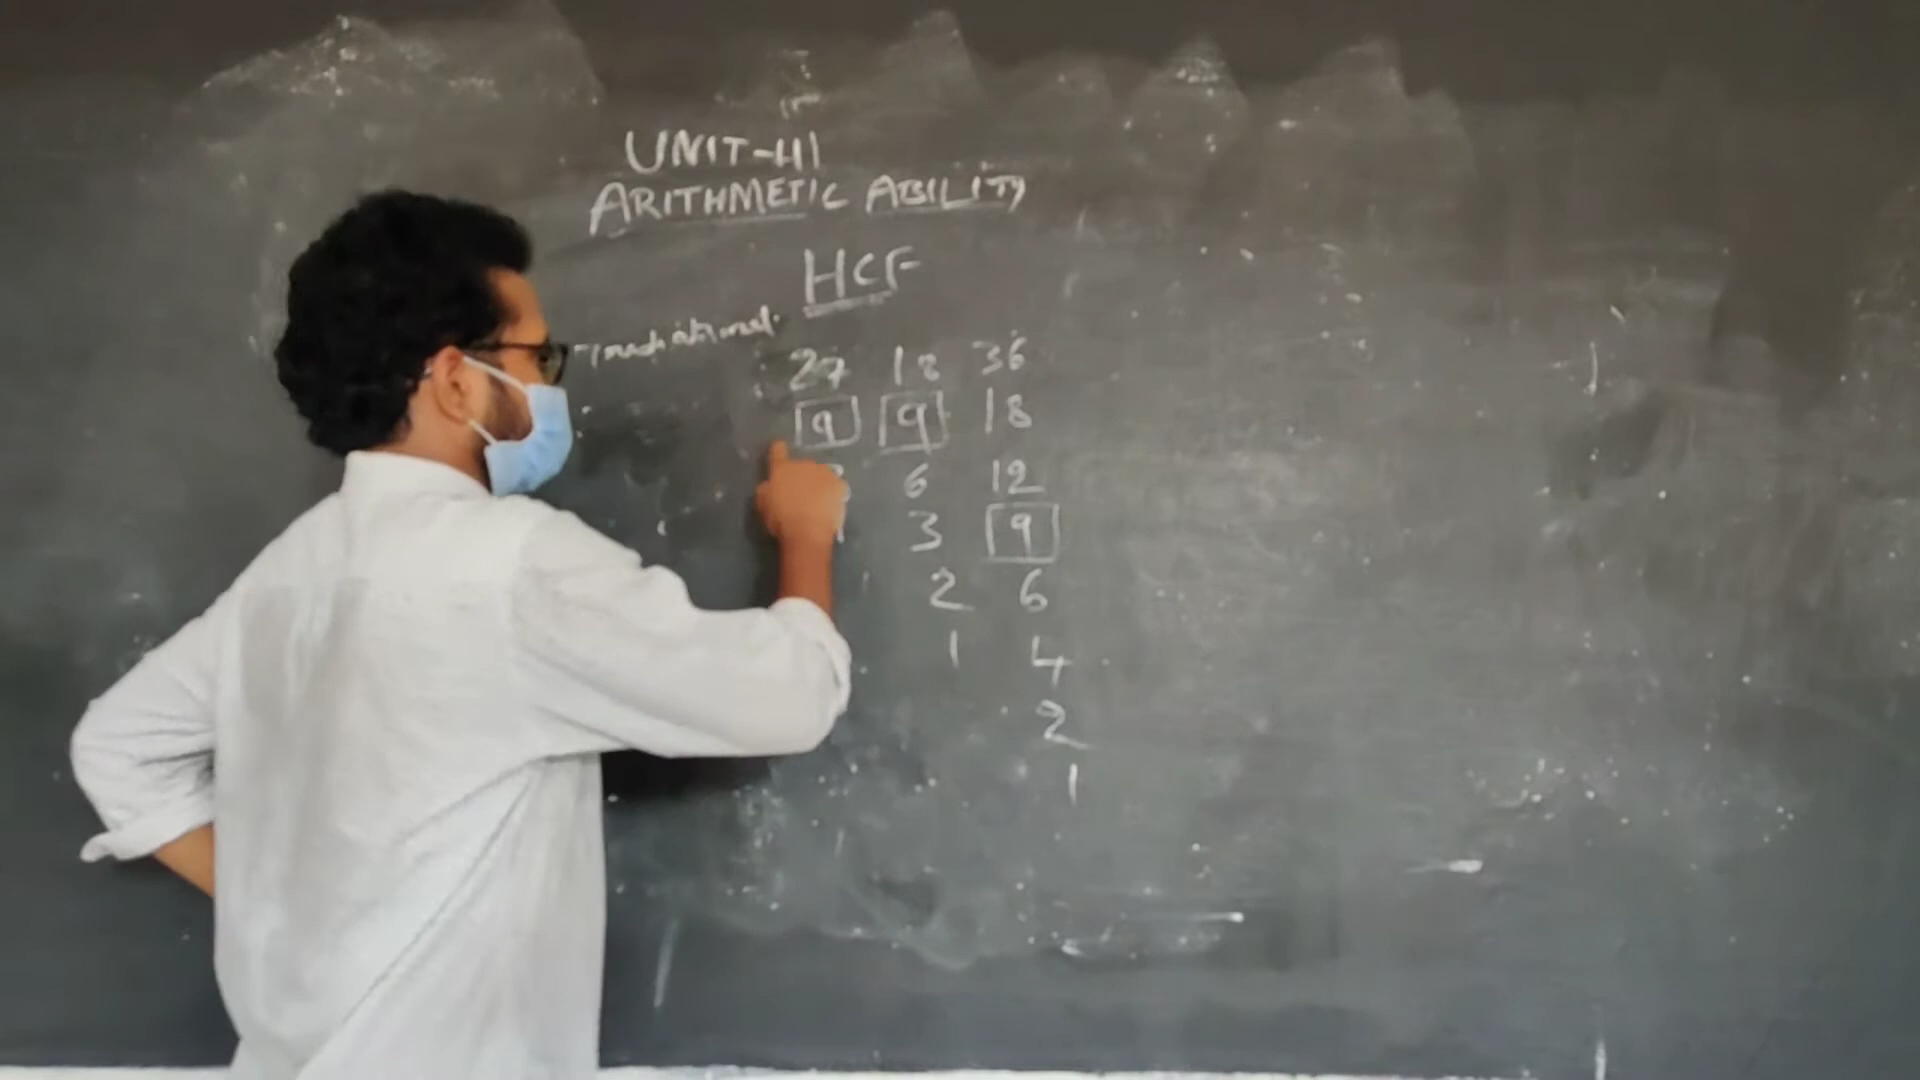 UNIT-III
ARITHMETIC ABILITY
HCF
Traditional.
27 18 36
9 9 18
6 12
3 9
2 6
1 4
2
1